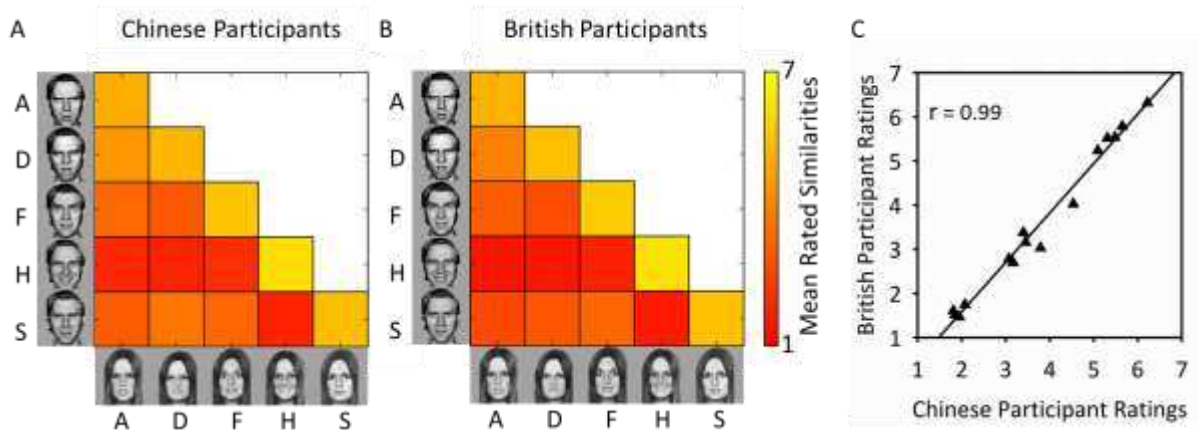 A Chinese Participants
A
D
F
H
S
A D F H S
B British Participants
A
D
F
H
S
A D F H S
7
Mean Rated Similarities
1
C
r = 0.99
British Participant Ratings
7
6
5
4
3
2
1
1 2 3 4 5 6 7
Chinese Participant Ratings